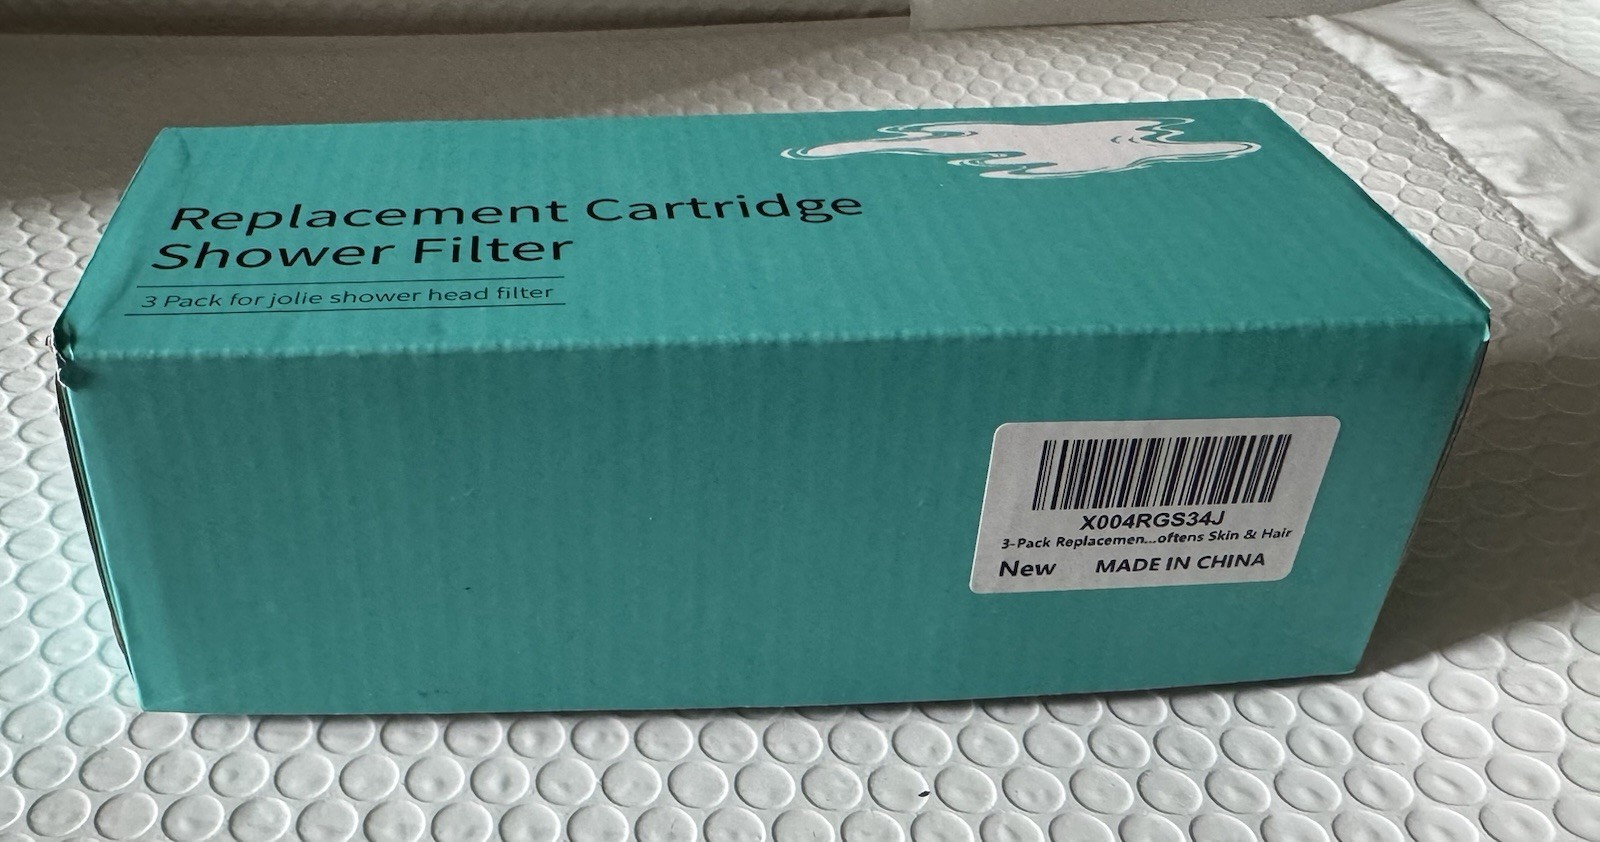 Replacement Cartridge
Shower Filter
3 Pack for jolie shower head filter
X004RGS34J
3-Pack Replacemen...oftens Skin & Hair
New MADE IN CHINA